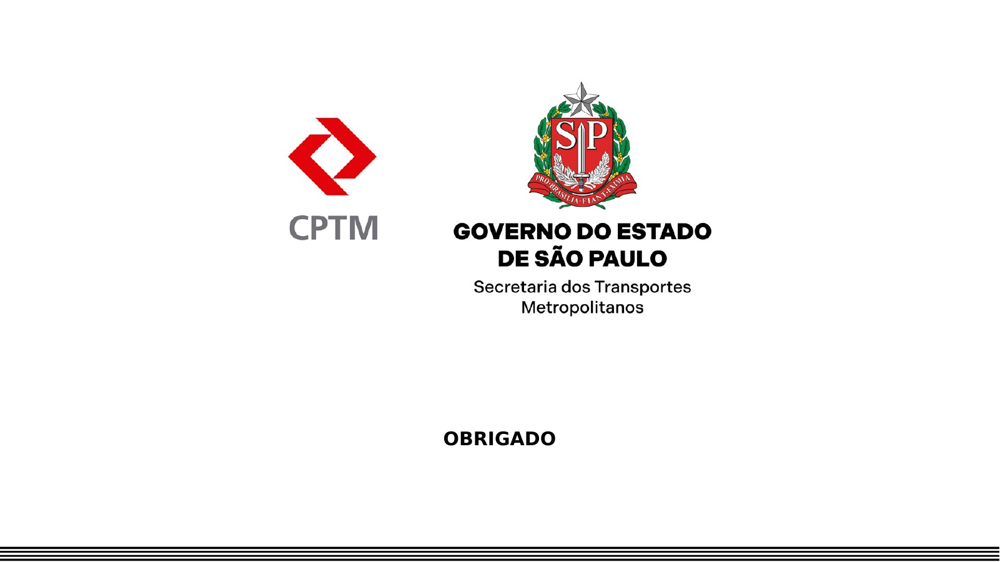 SP
PRO·BRASILIA·FIANT·EXIMIA
CPTM
GOVERNO DO ESTADO
DE SÃO PAULO
Secretaria dos Transportes
Metropolitanos
OBRIGADO